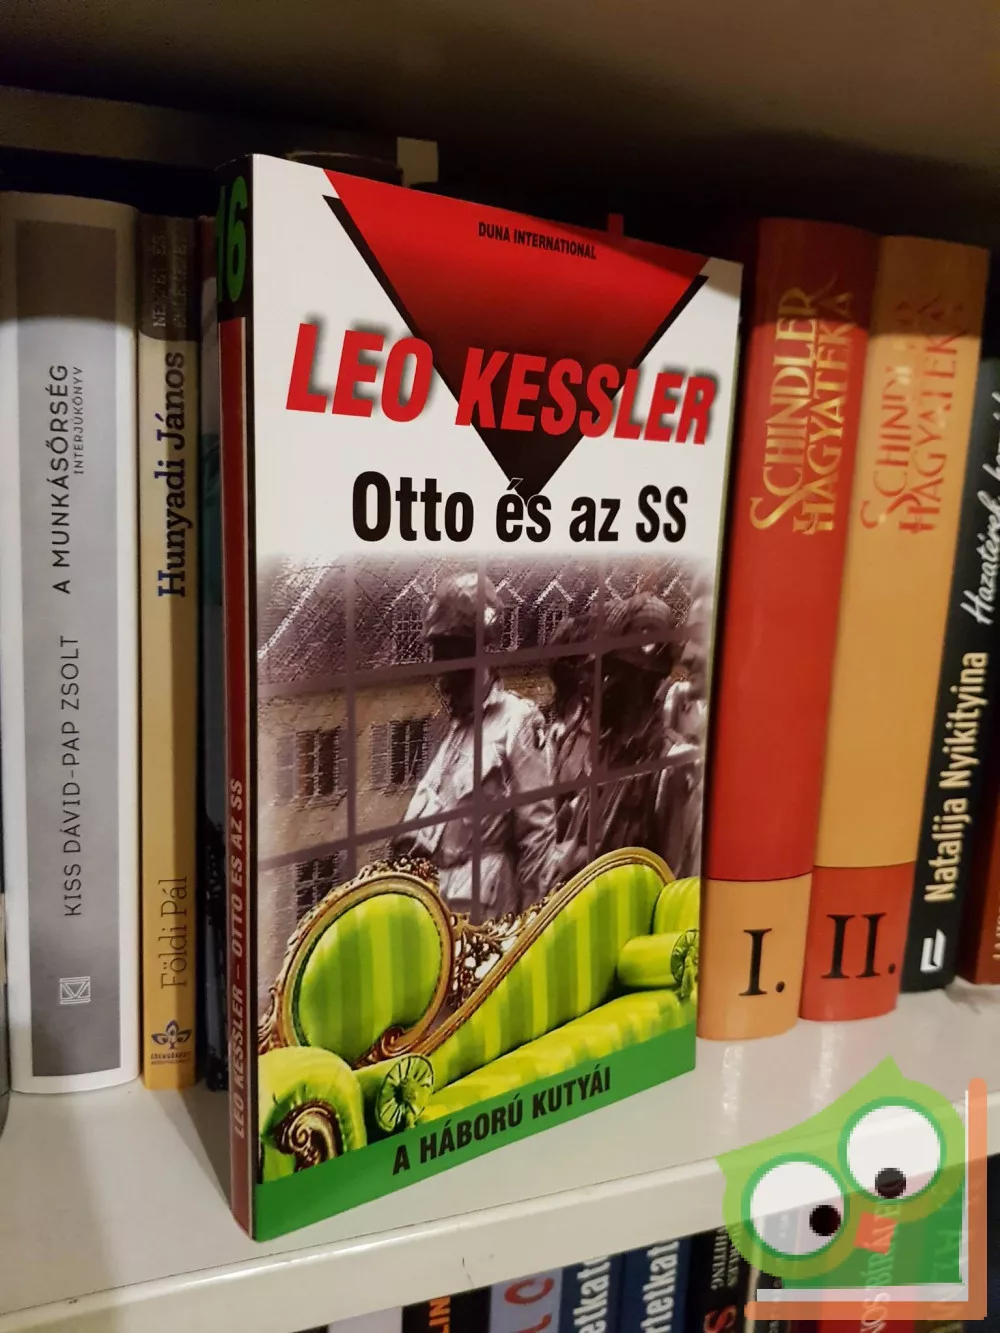 DUNA INTERNATIONAL
LEO KESSLER
Otto és az SS
A HÁBORÚ KUTYÁI
16
LEO KESSLER – OTTO ÉS AZ SS
KISS DÁVID-PAP ZSOLT
A MUNKÁSŐRSÉG
INTERJÚKÖNYV
Hunyadi János
Földi Pál
SCHINDLER
HAGYATÉKA
I.
SCHINDLER
HAGYATÉKA
II.
Natalija Nyikityina